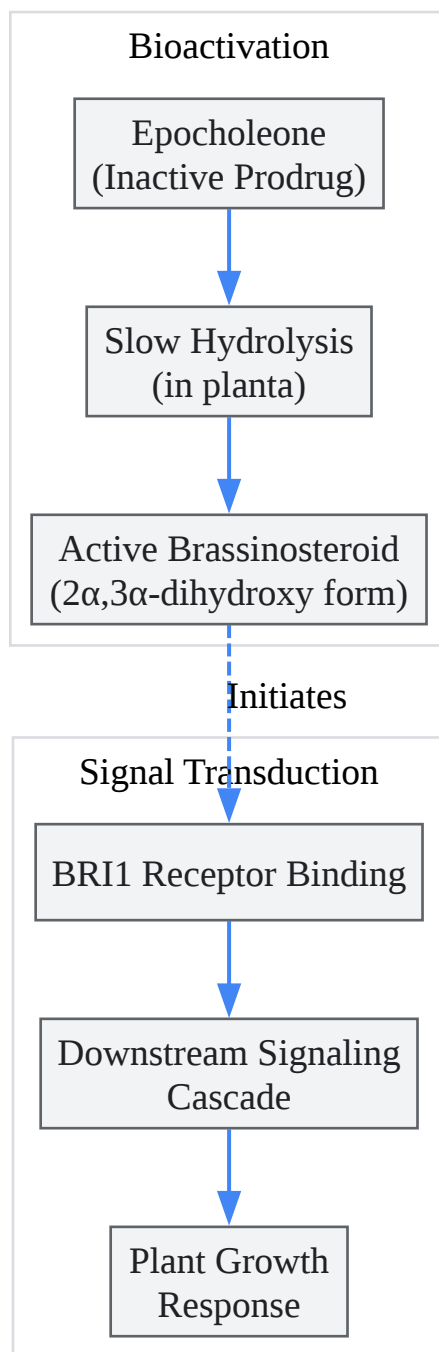 Bioactivation
Epocholeone
(Inactive Prodrug)
Slow Hydrolysis
(in planta)
Active Brassinosteroid
(2α,3α-dihydroxy form)
Initiates
Signal Transduction
BRI1 Receptor Binding
Downstream Signaling
Cascade
Plant Growth
Response